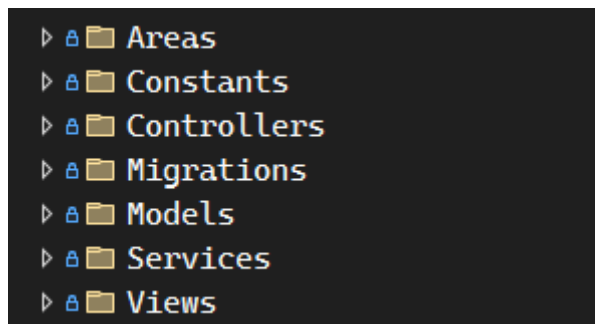 Areas
Constants
Controllers
Migrations
Models
Services
Views